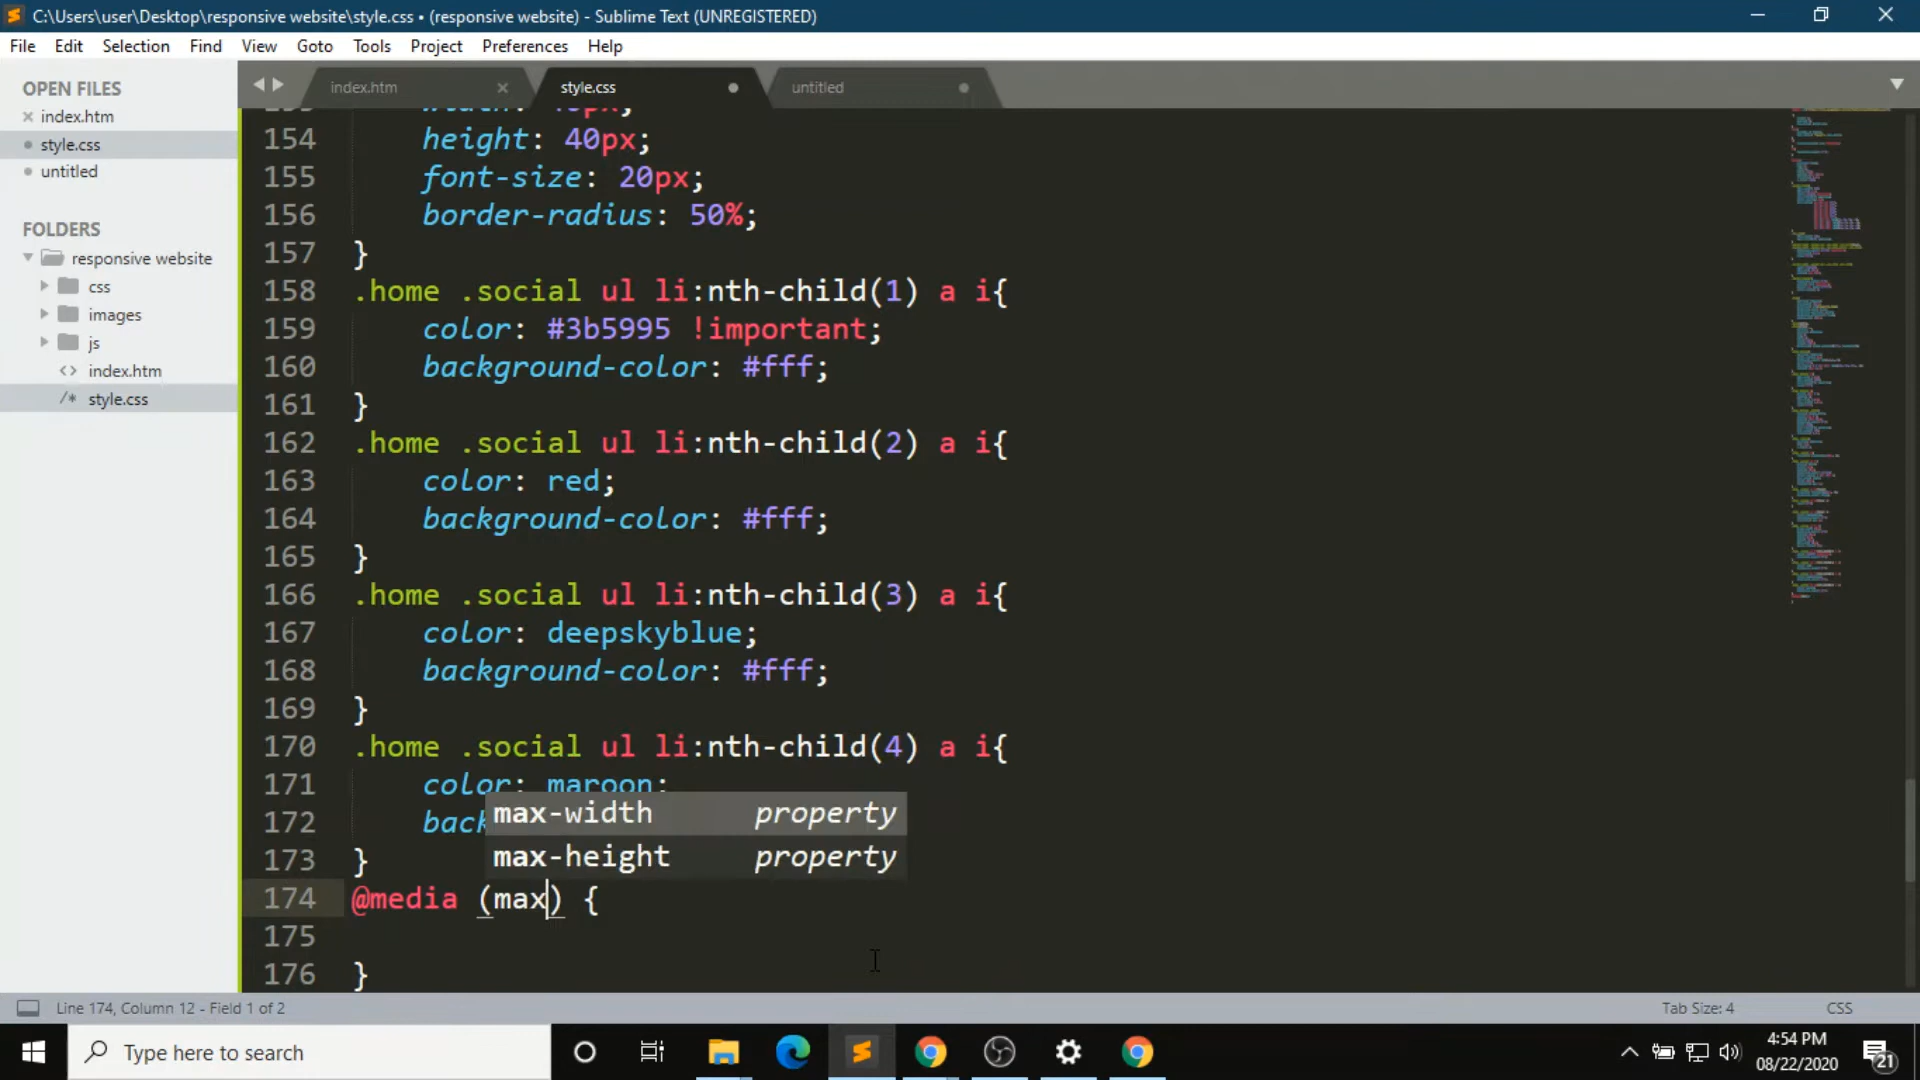 C:\Users\user\Desktop\responsive website\style.css • (responsive website) - Sublime Text (UNREGISTERED)
File Edit Selection Find View Goto Tools Project Preferences Help
OPEN FILES
index.htm
style.css
untitled
FOLDERS
responsive website
css
images
js
<> index.htm
/* style.css
index.htm style.css untitled
154 height: 40px;
155 font-size: 20px;
156 border-radius: 50%;
157 }
158 .home .social ul li:nth-child(1) a i{
159 color: #3b5995 !important;
160 background-color: #fff;
161 }
162 .home .social ul li:nth-child(2) a i{
163 color: red;
164 background-color: #fff;
165 }
166 .home .social ul li:nth-child(3) a i{
167 color: deepskyblue;
168 background-color: #fff;
169 }
170 .home .social ul li:nth-child(4) a i{
171 color: maroon;
172 back
max-width property
max-height property
173 }
174 @media (max) {
175
176 }
Line 174, Column 12 - Field 1 of 2 Tab Size: 4 CSS
Type here to search
4:54 PM
08/22/2020
21